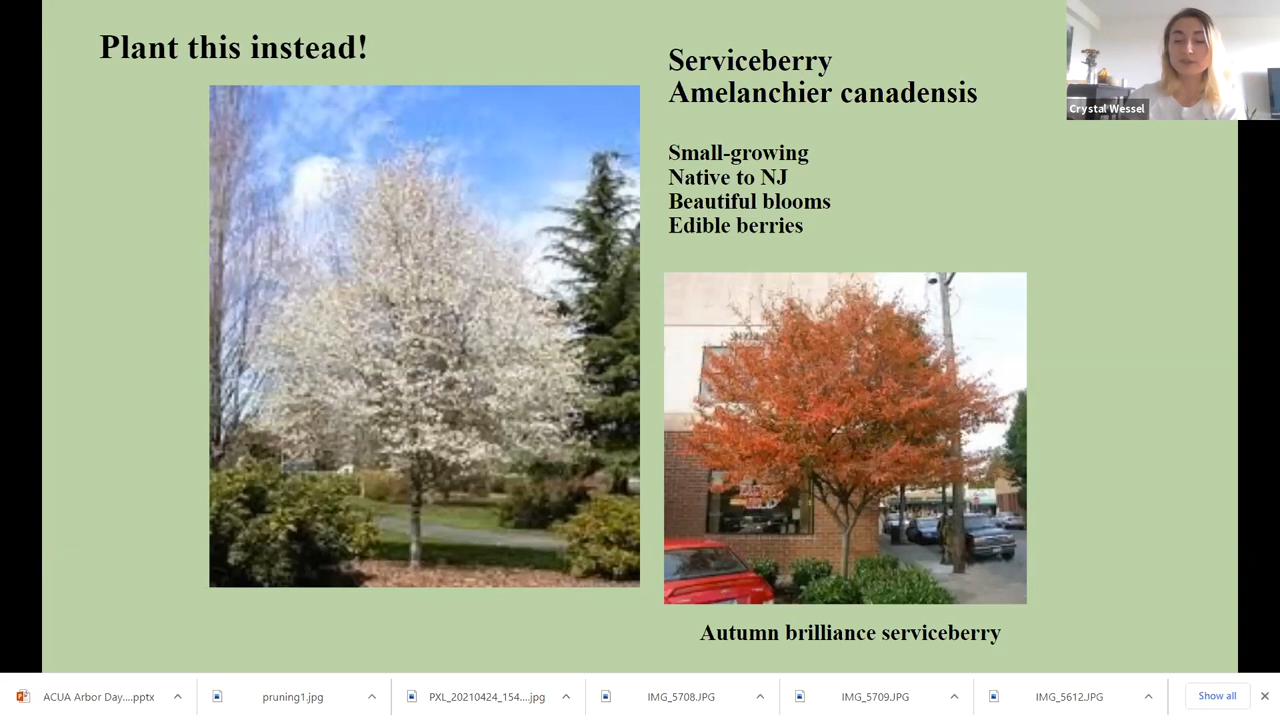 Plant this instead!
Serviceberry
Amelanchier canadensis
Small-growing
Native to NJ
Beautiful blooms
Edible berries
Autumn brilliance serviceberry
Crystal Wessel
ACUA Arbor Day....pptx
pruning1.jpg
PXL_20210424_154....jpg
IMG_5708.JPG
IMG_5709.JPG
IMG_5612.JPG
Show all